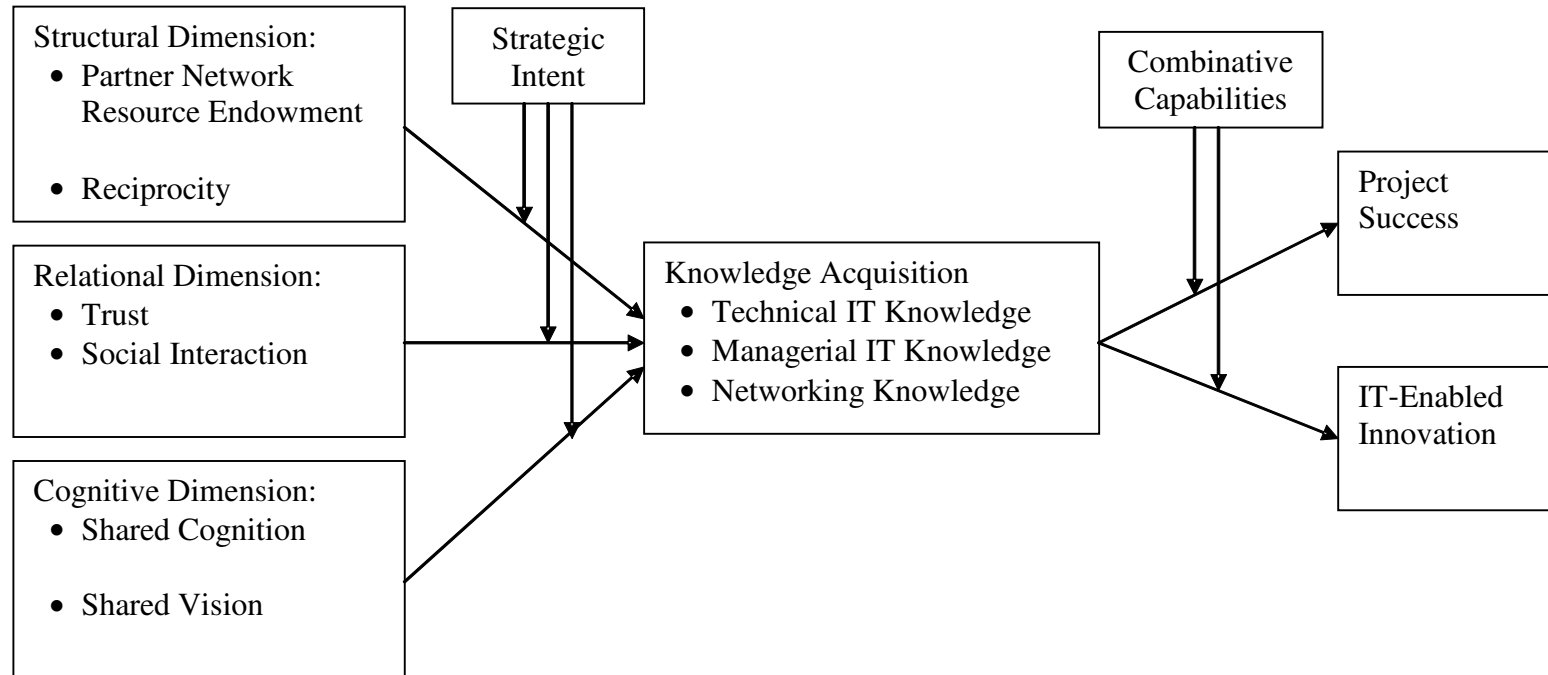 Structural Dimension:
• Partner Network
Resource Endowment
• Reciprocity
Relational Dimension:
• Trust
• Social Interaction
Cognitive Dimension:
• Shared Cognition
• Shared Vision
Strategic
Intent
Knowledge Acquisition
• Technical IT Knowledge
• Managerial IT Knowledge
• Networking Knowledge
Combinative
Capabilities
Project
Success
IT-Enabled
Innovation